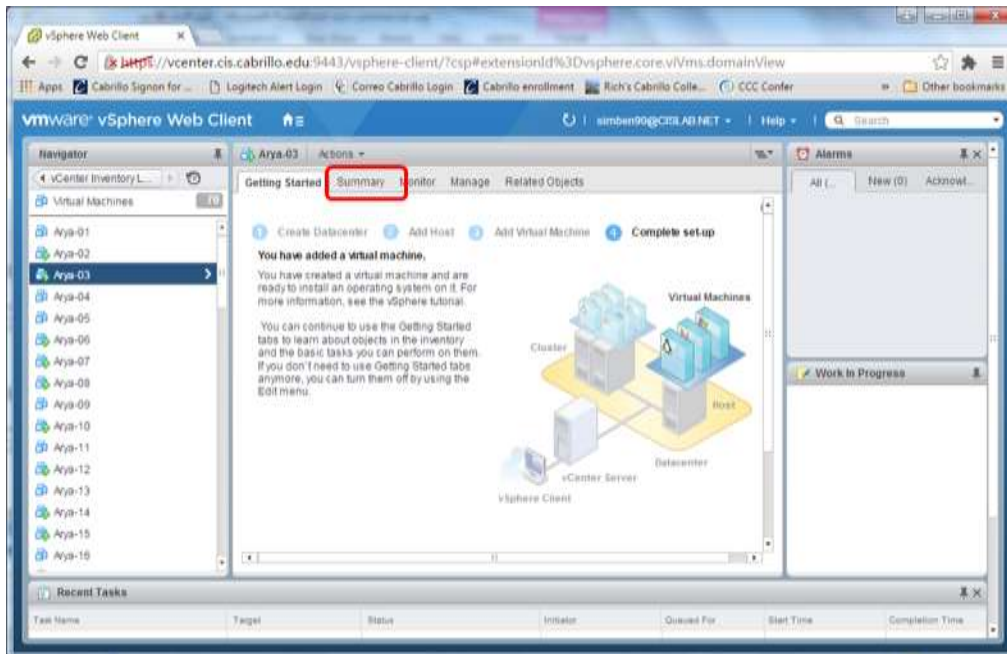 vSphere Web Client
https://vcenter.cis.cabrillo.edu:9443/vsphere-client/?csp#extensionId%3Dvsphere.core.viVms.domainView
Apps Cabrillo Signon for ... Logitech Alert Login Correo Cabrillo Login Cabrillo enrollment Rich's Cabrillo Colle... CCC Confer » Other bookmarks
vmware vSphere Web Client simben90@CISLAB.NET Help Search
Navigator
vCenter Inventory L...
Virtual Machines 70
Arya-01
Arya-02
Arya-03
Arya-04
Arya-05
Arya-06
Arya-07
Arya-08
Arya-09
Arya-10
Arya-11
Arya-12
Arya-13
Arya-14
Arya-15
Arya-16
Arya-03 Actions
Getting Started Summary Monitor Manage Related Objects
1 Create Datacenter 2 Add Host 3 Add Virtual Machine 4 Complete set-up
You have added a virtual machine.
You have created a virtual machine and are
ready to install an operating system on it. For
more information, see the vSphere tutorial.
You can continue to use the Getting Started
tabs to learn about objects in the inventory
and the basic tasks you can perform on them.
If you don't need to use Getting Started tabs
anymore, you can turn them off by using the
Edit menu.
Virtual Machines
Cluster
Host
Datacenter
vCenter Server
vSphere Client
Alarms
All (... New (0) Acknowl...
Work In Progress
Recent Tasks
Task Name Target Status Initiator Queued For Start Time Completion Time